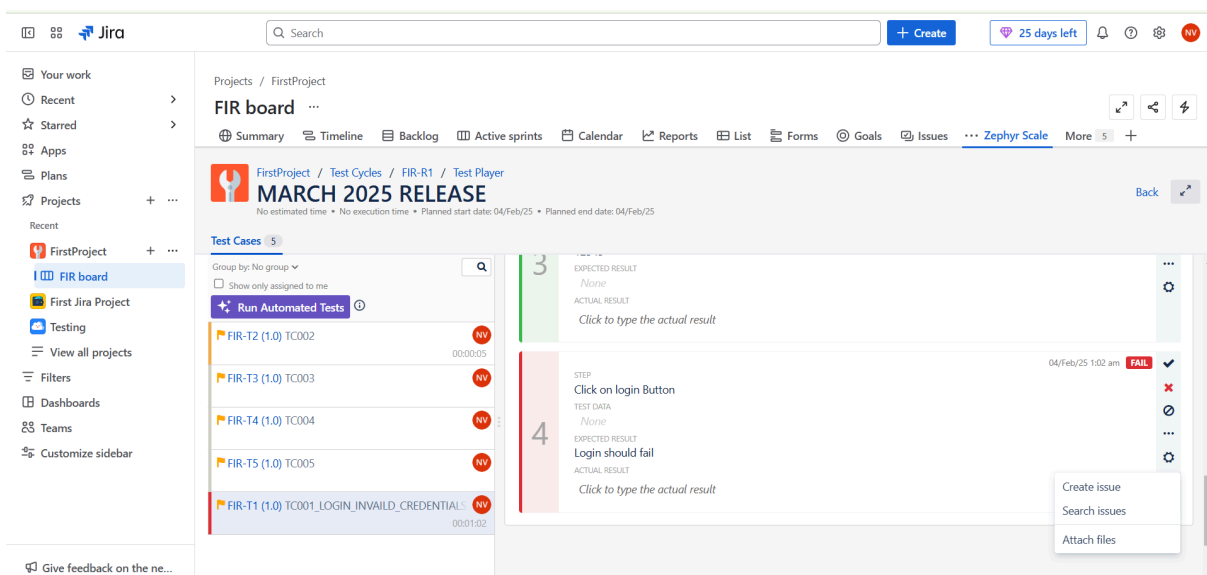 Jira
Search
+ Create
25 days left
NV
Your work
Recent
Starred
Apps
Plans
Projects
Recent
FirstProject
FIR board
First Jira Project
Testing
View all projects
Filters
Dashboards
Teams
Customize sidebar
Give feedback on the ne...
Projects / FirstProject
FIR board ...
Summary Timeline Backlog Active sprints Calendar Reports List Forms Goals Issues ... Zephyr Scale More 5 +
FirstProject / Test Cycles / FIR-R1 / Test Player
MARCH 2025 RELEASE
No estimated time • No execution time • Planned start date: 04/Feb/25 • Planned end date: 04/Feb/25
Back
Test Cases 5
Group by: No group
Show only assigned to me
Run Automated Tests
FIR-T2 (1.0) TC002 NV
00:00:05
FIR-T3 (1.0) TC003 NV
FIR-T4 (1.0) TC004 NV
FIR-T5 (1.0) TC005 NV
FIR-T1 (1.0) TC001_LOGIN_INVAILD_CREDENTIALS NV
00:01:02
3
EXPECTED RESULT
None
ACTUAL RESULT
Click to type the actual result
04/Feb/25 1:02 am FAIL
4
STEP
Click on login Button
TEST DATA
None
EXPECTED RESULT
Login should fail
ACTUAL RESULT
Click to type the actual result
Create issue
Search issues
Attach files